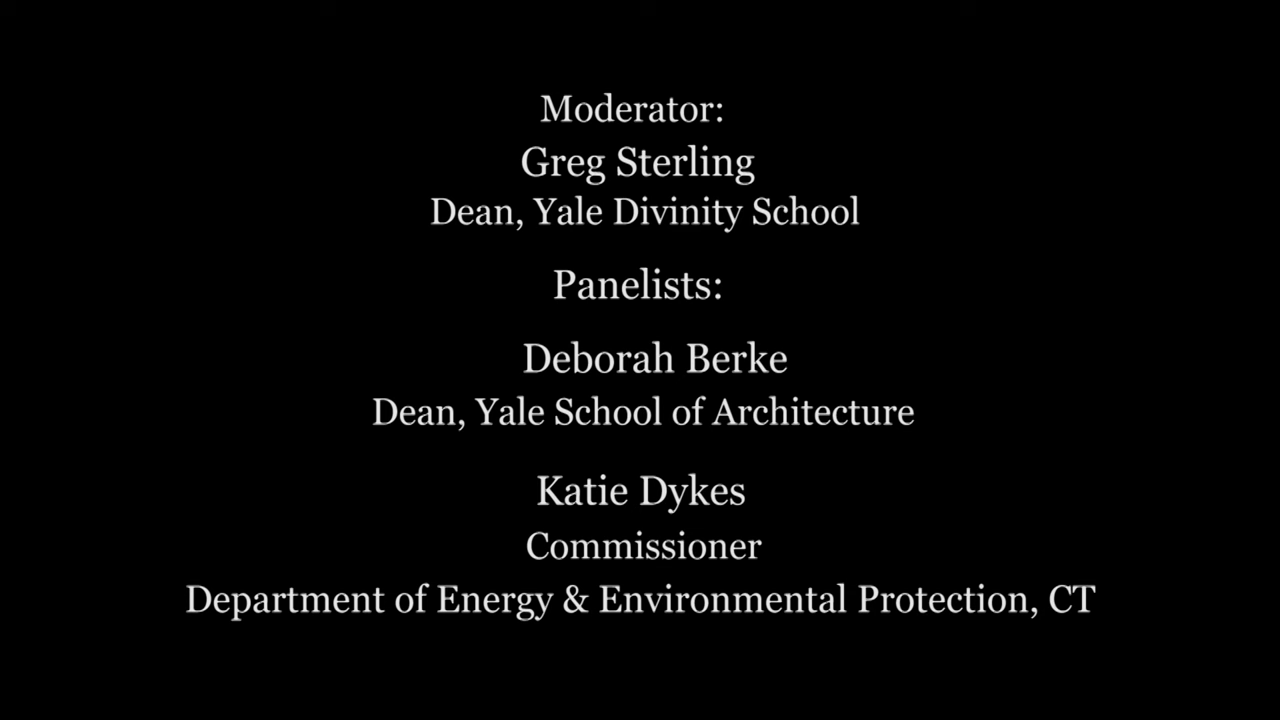 Moderator:
Greg Sterling
Dean, Yale Divinity School
Panelists:
Deborah Berke
Dean, Yale School of Architecture
Katie Dykes
Commissioner
Department of Energy & Environmental Protection, CT